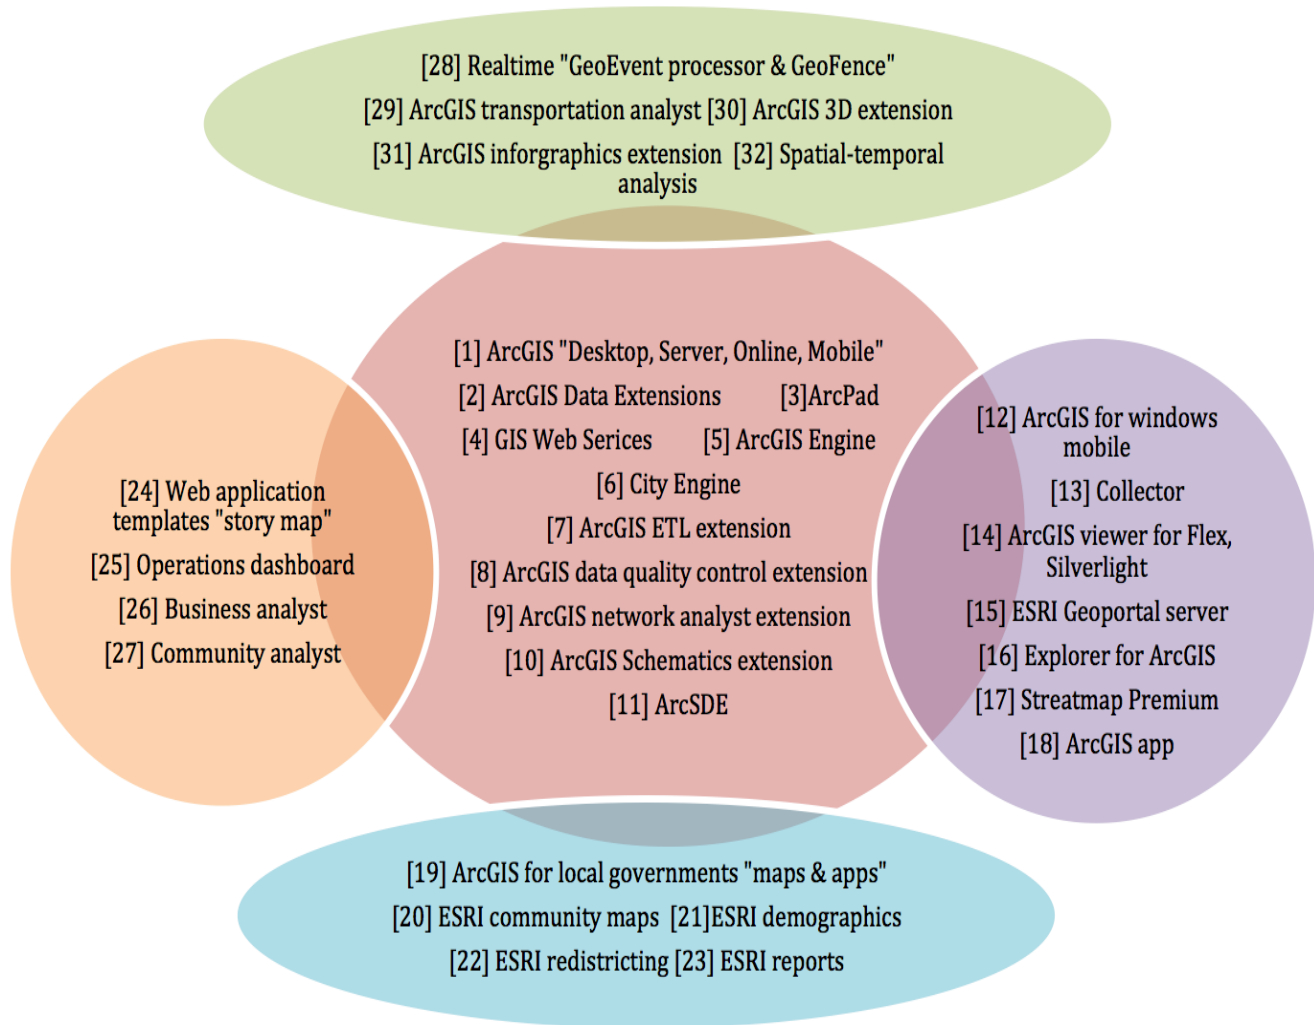 [28] Realtime "GeoEvent processor & GeoFence"
[29] ArcGIS transportation analyst [30] ArcGIS 3D extension
[31] ArcGIS inforgraphics extension [32] Spatial-temporal
analysis
[1] ArcGIS "Desktop, Server, Online, Mobile"
[2] ArcGIS Data Extensions [3]ArcPad
[4] GIS Web Serices [5] ArcGIS Engine
[6] City Engine
[7] ArcGIS ETL extension
[8] ArcGIS data quality control extension
[9] ArcGIS network analyst extension
[10] ArcGIS Schematics extension
[11] ArcSDE
[24] Web application
templates "story map"
[25] Operations dashboard
[26] Business analyst
[27] Community analyst
[12] ArcGIS for windows
mobile
[13] Collector
[14] ArcGIS viewer for Flex,
Silverlight
[15] ESRI Geoportal server
[16] Explorer for ArcGIS
[17] Streatmap Premium
[18] ArcGIS app
[19] ArcGIS for local governments "maps & apps"
[20] ESRI community maps [21]ESRI demographics
[22] ESRI redistricting [23] ESRI reports